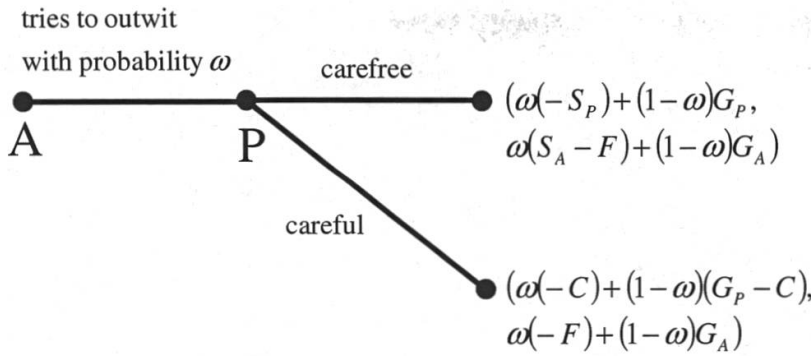 tries to outwit
with probability ω
carefree
A
P
(ω(−S_P)+(1−ω)G_P,
ω(S_A−F)+(1−ω)G_A)
careful
(ω(−C)+(1−ω)(G_P−C),
ω(−F)+(1−ω)G_A)